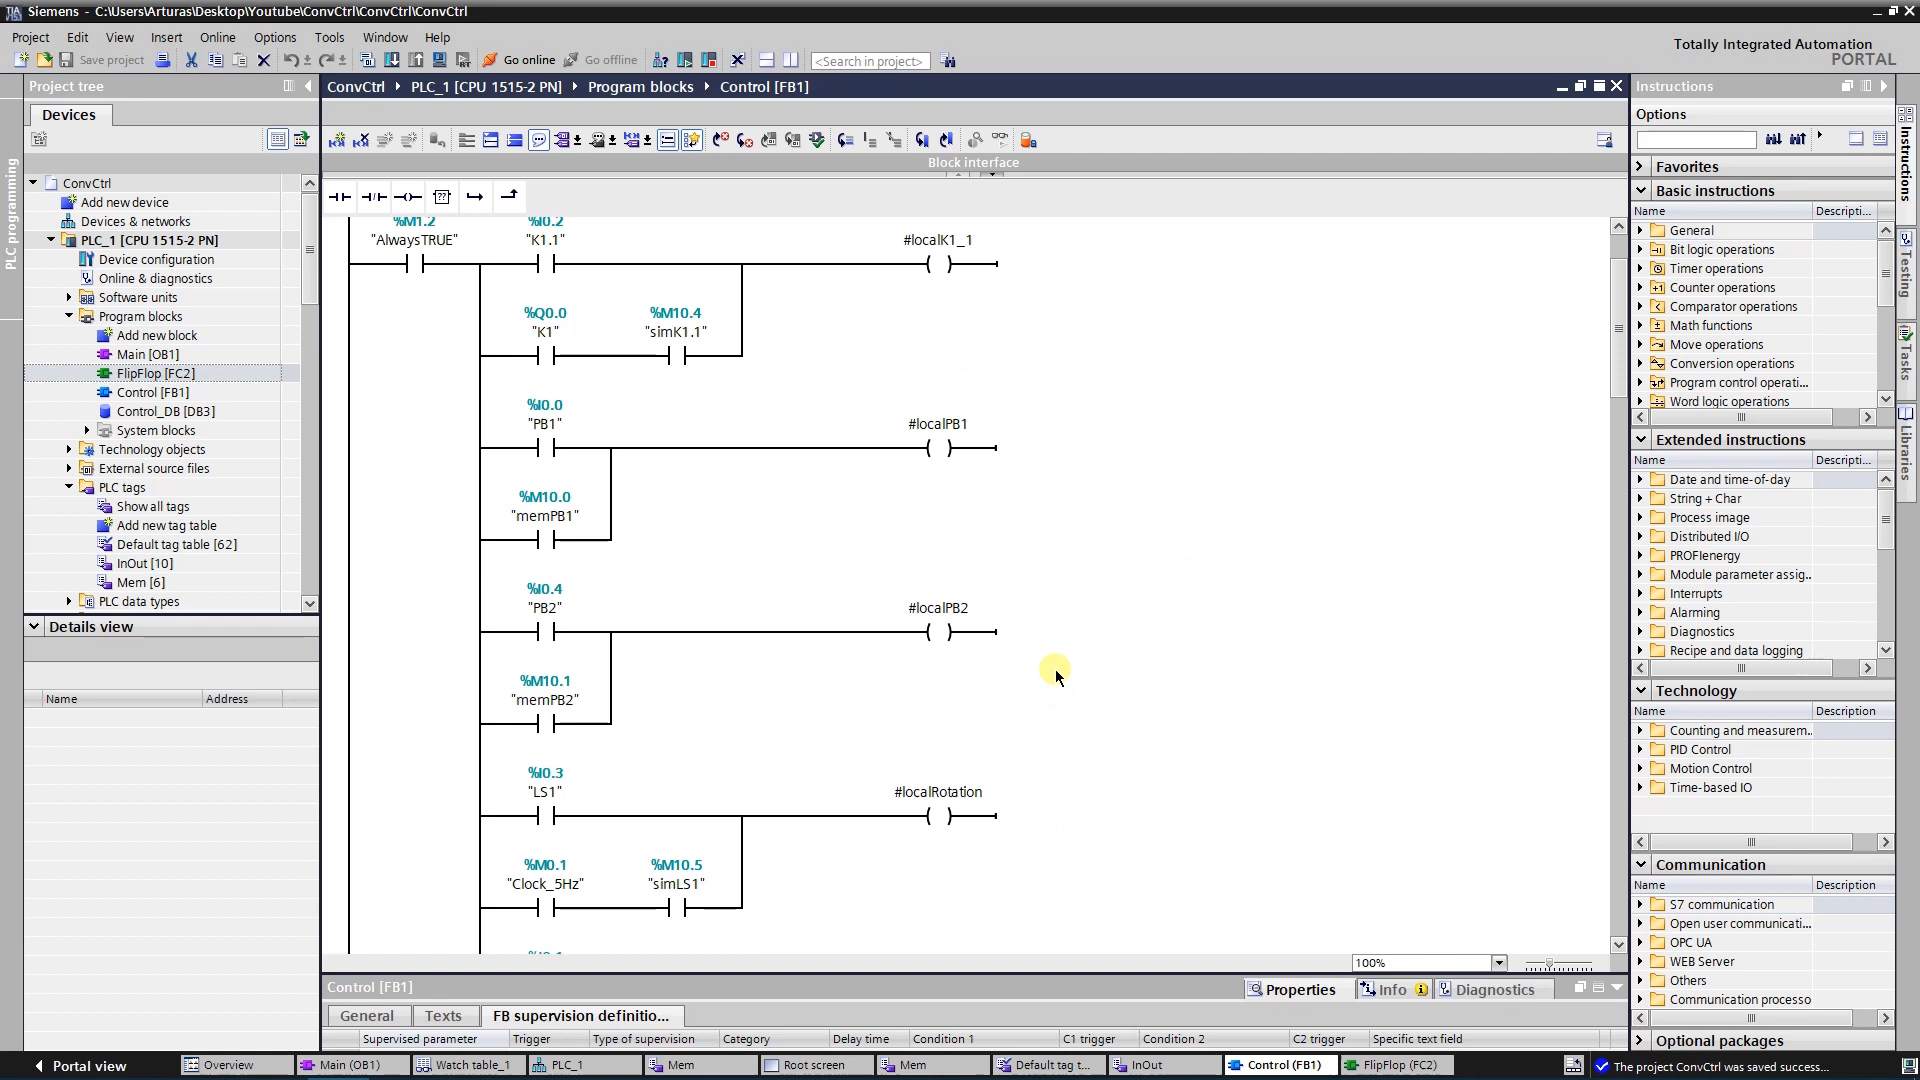 Siemens - C:\Users\Arturas\Desktop\Youtube\ConvCtrl\ConvCtrl\ConvCtrl
Project Edit View Insert Online Options Tools Window Help
Totally Integrated Automation
PORTAL
Save project
Go online
Go offline
<Search in project>
Project tree
Devices
PLC programming
ConvCtrl
Add new device
Devices & networks
PLC_1 [CPU 1515-2 PN]
Device configuration
Online & diagnostics
Software units
Program blocks
Add new block
Main [OB1]
FlipFlop [FC2]
Control [FB1]
Control_DB [DB3]
System blocks
Technology objects
External source files
PLC tags
Show all tags
Add new tag table
Default tag table [62]
InOut [10]
Mem [6]
PLC data types
Details view
Name Address
ConvCtrl PLC_1 [CPU 1515-2 PN] Program blocks Control [FB1]
Block interface
%M1.2 %I0.2
"AlwaysTRUE" "K1.1" #localK1_1
%Q0.0 %M10.4
"K1" "simK1.1"
%I0.0
"PB1" #localPB1
%M10.0
"memPB1"
%I0.4
"PB2" #localPB2
%M10.1
"memPB2"
%I0.3
"LS1" #localRotation
%M0.1 %M10.5
"Clock_5Hz" "simLS1"
100%
Control [FB1]
Properties Info Diagnostics
General Texts FB supervision definitio...
Supervised parameter Trigger Type of supervision Category Delay time Condition 1 C1 trigger Condition 2 C2 trigger Specific text field
Instructions
Options
Favorites
Basic instructions
Name Descripti...
General
Bit logic operations
Timer operations
Counter operations
Comparator operations
Math functions
Move operations
Conversion operations
Program control operati...
Word logic operations
Extended instructions
Name Descripti...
Date and time-of-day
String + Char
Process image
Distributed I/O
PROFIenergy
Module parameter assig..
Interrupts
Alarming
Diagnostics
Recipe and data logging
Technology
Name Description
Counting and measurem..
PID Control
Motion Control
Time-based IO
Communication
Name Description
S7 communication
Open user communicati...
OPC UA
WEB Server
Others
Communication processo
Optional packages
Instructions
Testing
Tasks
Libraries
Portal view Overview Main (OB1) Watch table_1 PLC_1 Mem Root screen Mem Default tag t... InOut Control (FB1) FlipFlop (FC2) The project ConvCtrl was saved success...